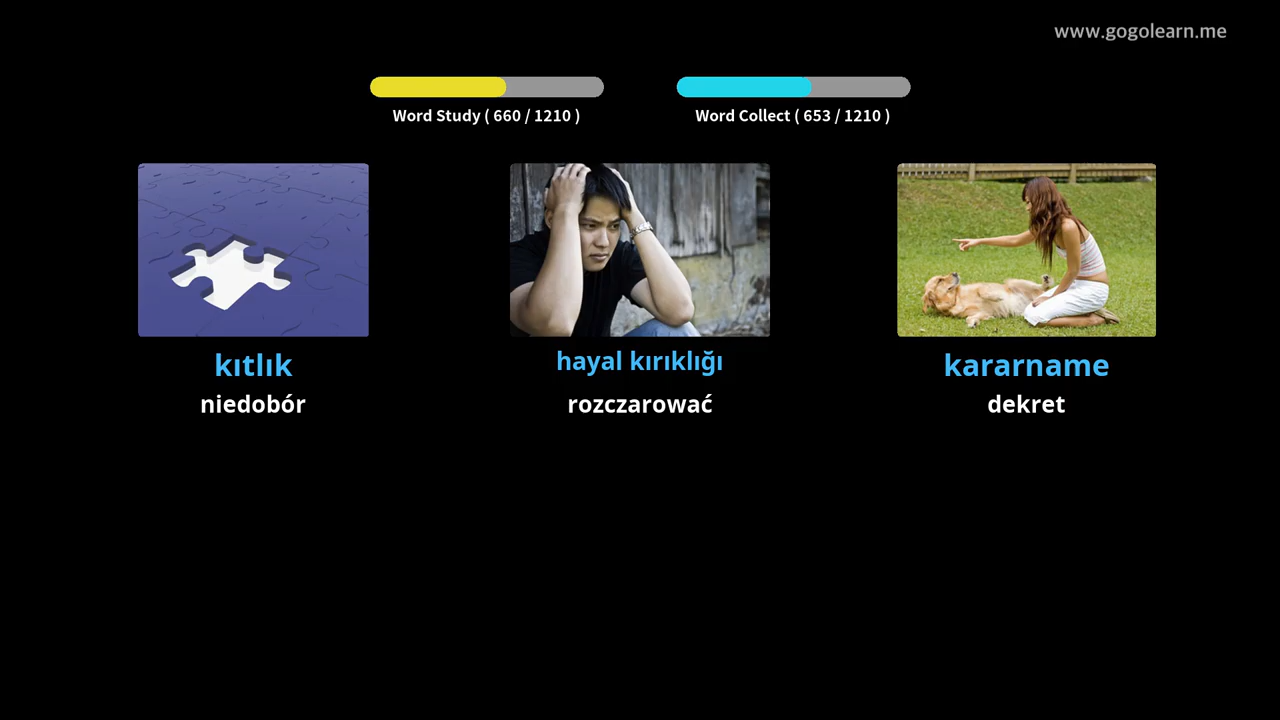 www.gogolearn.me
Word Study ( 660 / 1210 )
Word Collect ( 653 / 1210 )
kıtlık
hayal kırıklığı
kararname
niedobór
rozczarować
dekret